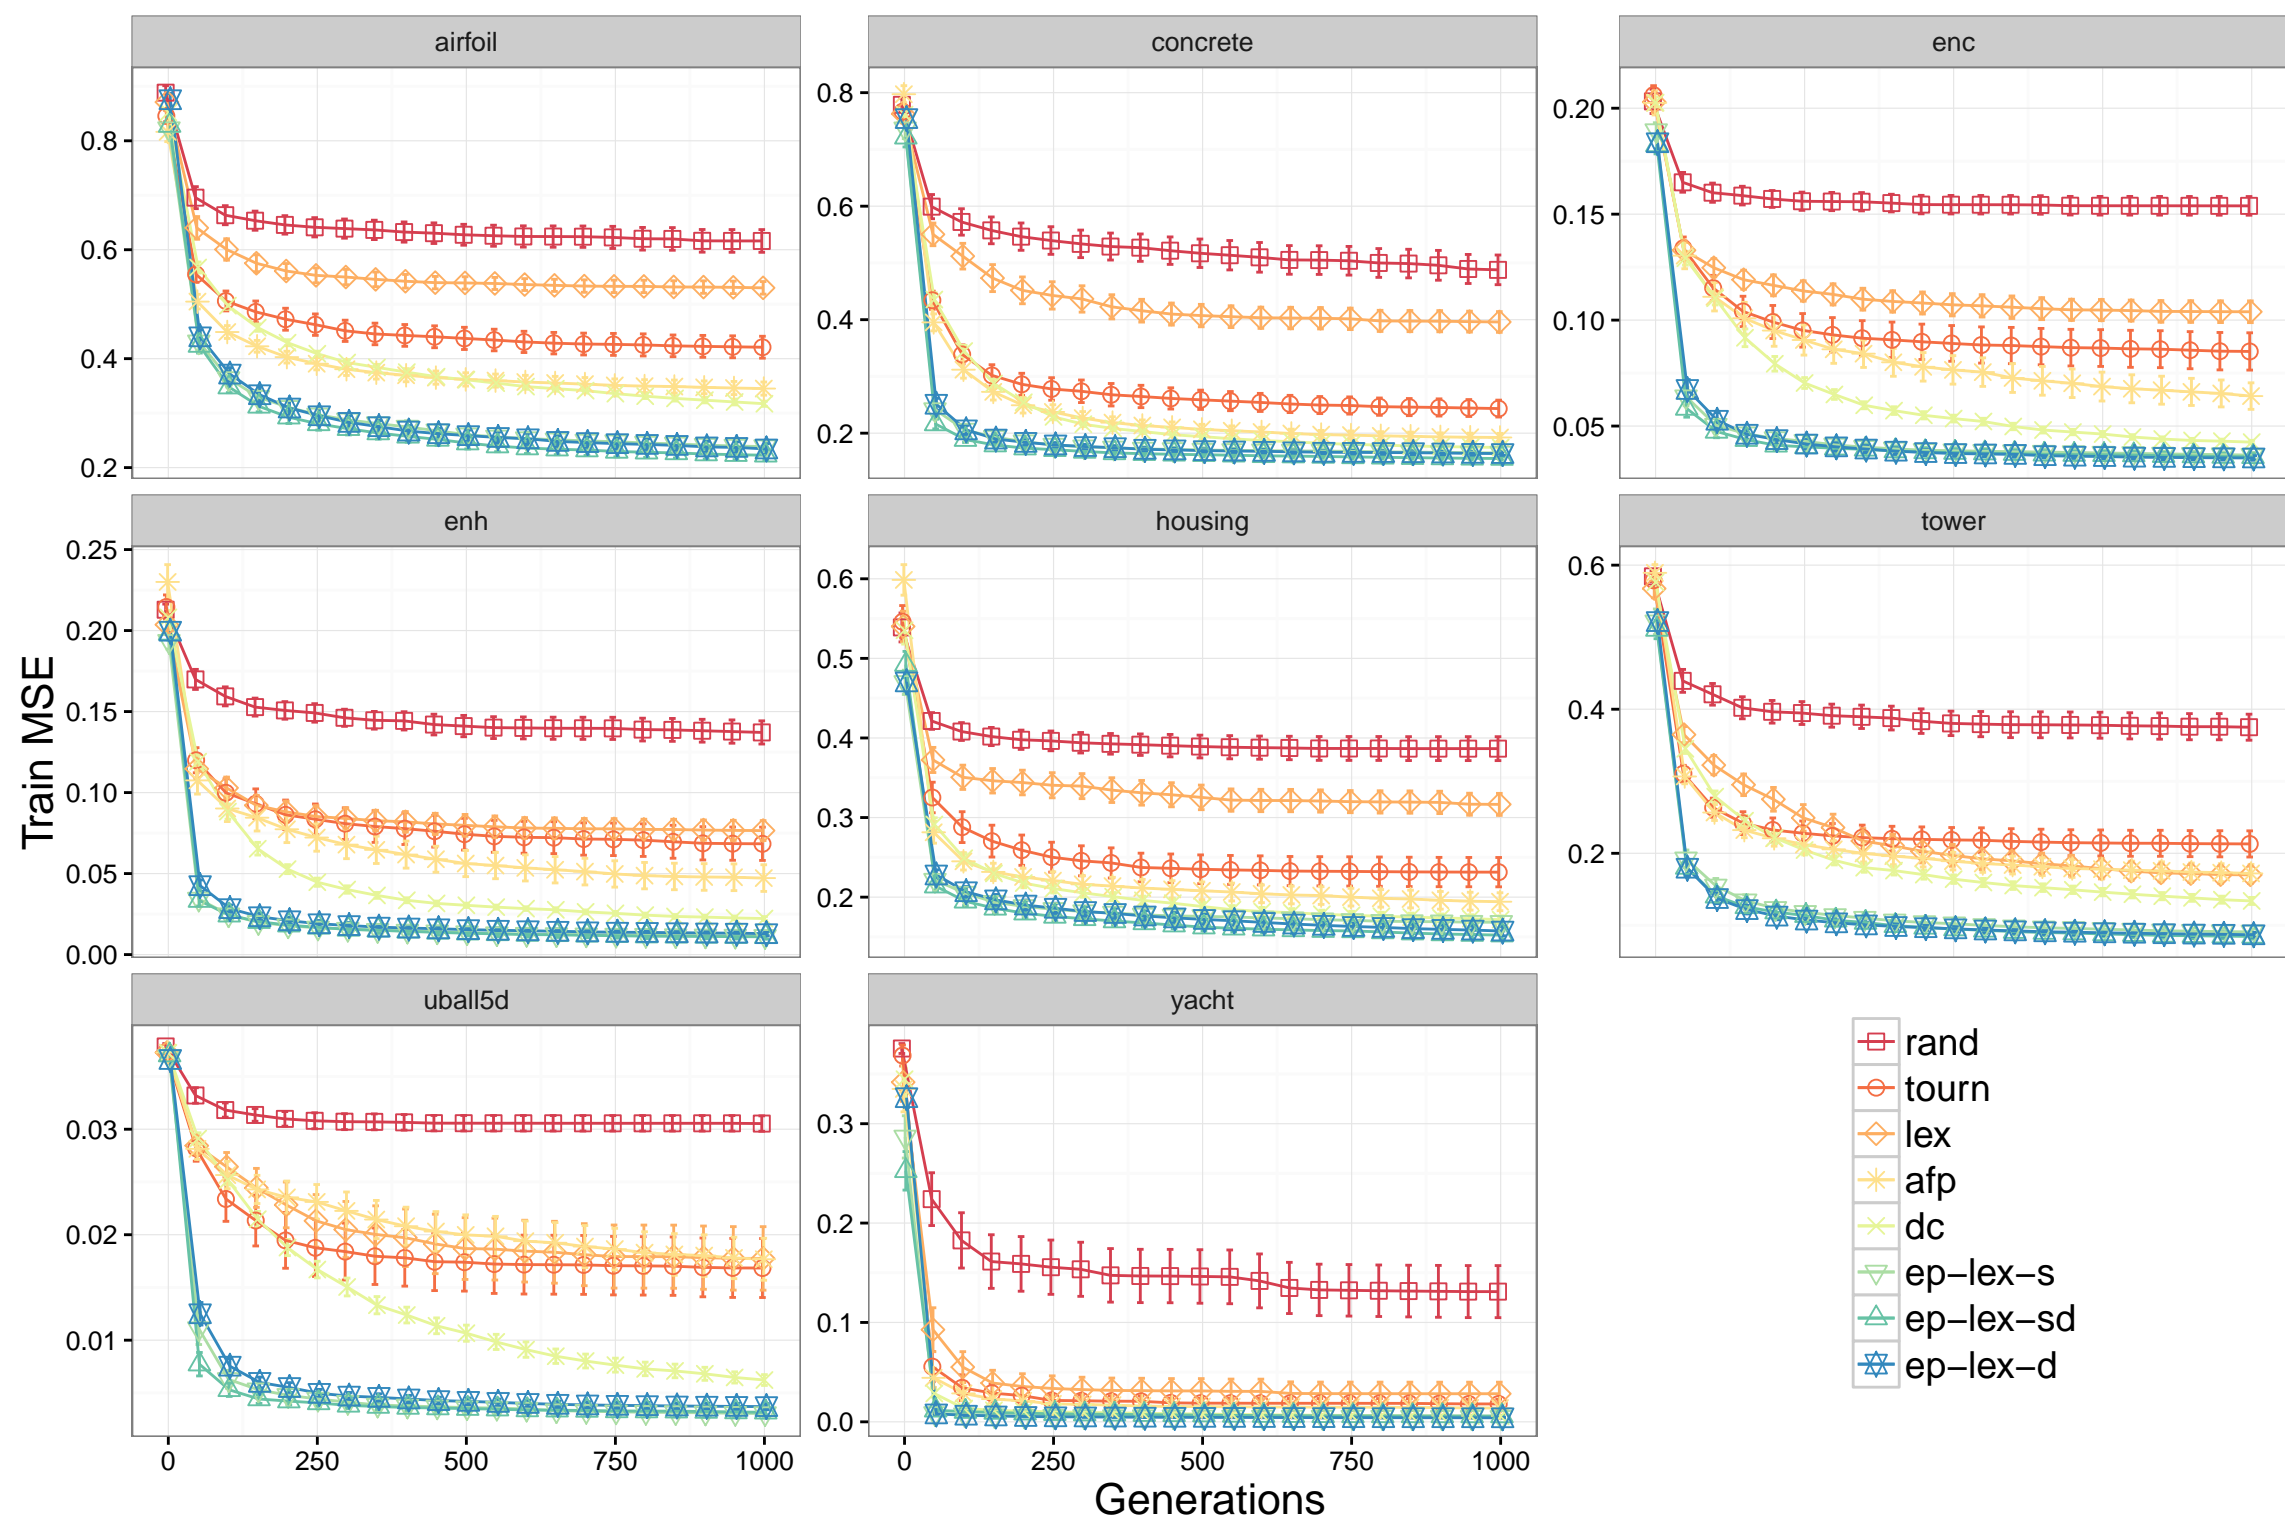 airfoil concrete enc
0.8
0.6
0.4
0.2
0.8
0.6
0.4
0.2
0.20
0.15
0.10
0.05
enh housing tower
0.25
0.20
0.15
0.10
0.05
0.00
0.6
0.5
0.4
0.3
0.2
0.6
0.4
0.2
Train MSE
uball5d yacht
0.03
0.02
0.01
0.3
0.2
0.1
0.0
0 250 500 750 1000
0 250 500 750 1000
Generations
rand
tourn
lex
afp
dc
ep−lex−s
ep−lex−sd
ep−lex−d